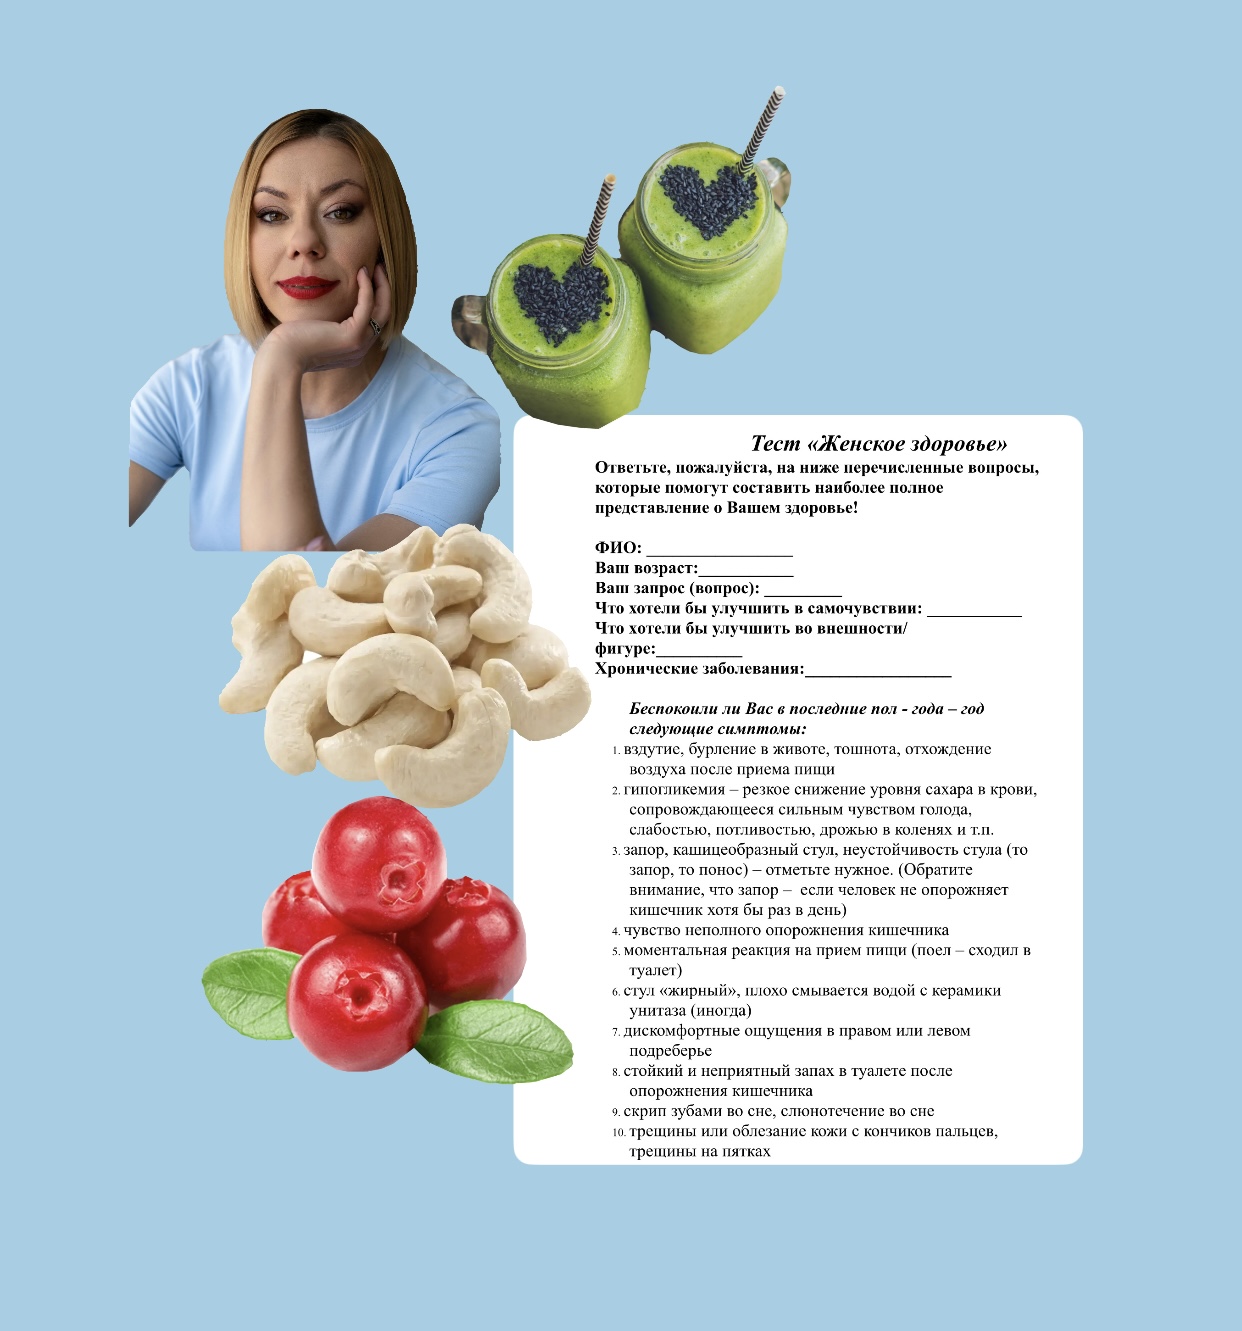 Тест «Женское здоровье»
Ответьте, пожалуйста, на ниже перечисленные вопросы,
которые помогут составить наиболее полное
представление о Вашем здоровье!
ФИО: _________________
Ваш возраст:___________
Ваш запрос (вопрос): _________
Что хотели бы улучшить в самочувствии: ___________
Что хотели бы улучшить во внешности/
фигуре:__________
Хронические заболевания:_________________
Беспокоили ли Вас в последние пол - года – год
следующие симптомы:
1. вздутие, бурление в животе, тошнота, отхождение
воздуха после приема пищи
2. гипогликемия – резкое снижение уровня сахара в крови,
сопровождающееся сильным чувством голода,
слабостью, потливостью, дрожью в коленях и т.п.
3. запор, кашицеобразный стул, неустойчивость стула (то
запор, то понос) – отметьте нужное. (Обратите
внимание, что запор –  если человек не опорожняет
кишечник хотя бы раз в день)
4. чувство неполного опорожнения кишечника
5. моментальная реакция на прием пищи (поел – сходил в
туалет)
6. стул «жирный», плохо смывается водой с керамики
унитаза (иногда)
7. дискомфортные ощущения в правом или левом
подреберье
8. стойкий и неприятный запах в туалете после
опорожнения кишечника
9. скрип зубами во сне, слюнотечение во сне
10. трещины или облезание кожи с кончиков пальцев,
трещины на пятках